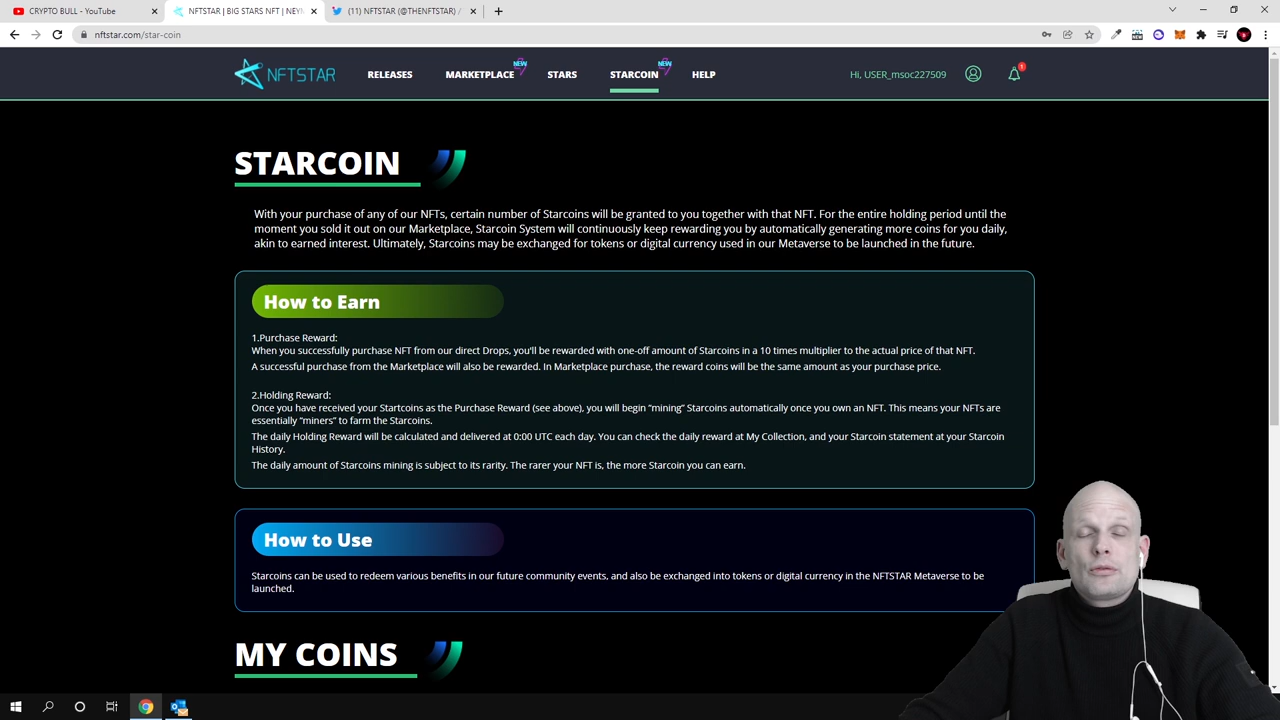 CRYPTO BULL - YouTube
NFTSTAR | BIG STARS NFT | NEYM
(11) NFTSTAR (@THENFTSTAR) /
nftstar.com/star-coin
NFTSTAR
RELEASES
MARKETPLACE
NEW
STARS
STARCOIN
NEW
HELP
Hi, USER_msoc227509
1
STARCOIN
With your purchase of any of our NFTs, certain number of Starcoins will be granted to you together with that NFT. For the entire holding period until the
moment you sold it out on our Marketplace, Starcoin System will continuously keep rewarding you by automatically generating more coins for you daily,
akin to earned interest. Ultimately, Starcoins may be exchanged for tokens or digital currency used in our Metaverse to be launched in the future.
How to Earn
1.Purchase Reward:
When you successfully purchase NFT from our direct Drops, you'll be rewarded with one-off amount of Starcoins in a 10 times multiplier to the actual price of that NFT.
A successful purchase from the Marketplace will also be rewarded. In Marketplace purchase, the reward coins will be the same amount as your purchase price.
2.Holding Reward:
Once you have received your Startcoins as the Purchase Reward (see above), you will begin “mining” Starcoins automatically once you own an NFT. This means your NFTs are
essentially “miners” to farm the Starcoins.
The daily Holding Reward will be calculated and delivered at 0:00 UTC each day. You can check the daily reward at My Collection, and your Starcoin statement at your Starcoin
History.
The daily amount of Starcoins mining is subject to its rarity. The rarer your NFT is, the more Starcoin you can earn.
How to Use
Starcoins can be used to redeem various benefits in our future community events, and also be exchanged into tokens or digital currency in the NFTSTAR Metaverse to be
launched.
MY COINS